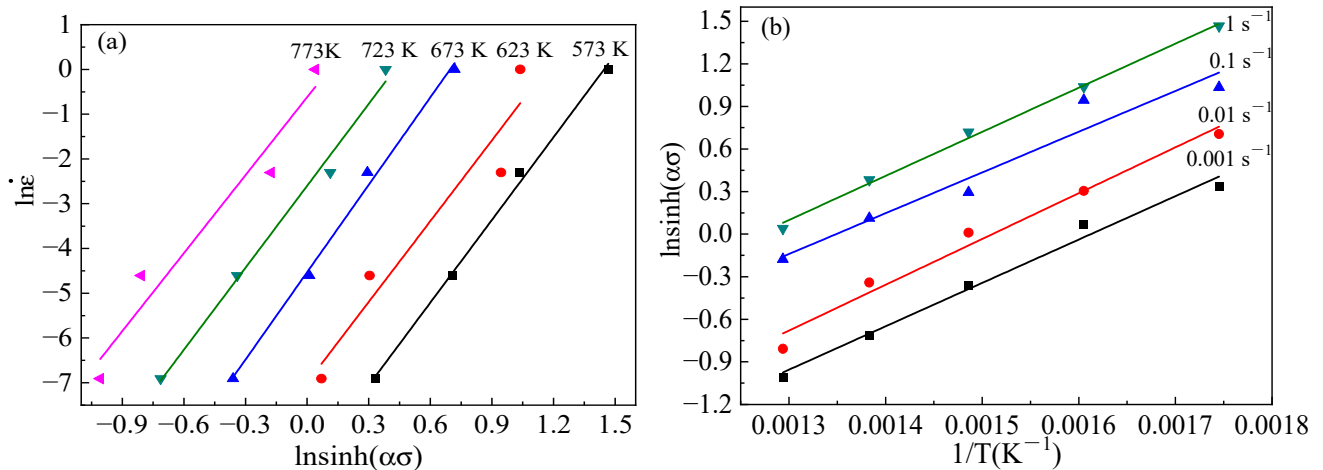 (a)
773K 723 K 673 K 623 K 573 K
1
0
−1
−2
−3
−4
−5
−6
−7
lnε̇
−0.9 −0.6 −0.3 0.0 0.3 0.6 0.9 1.2 1.5
lnsinh(ασ)
(b)
1 s⁻¹
0.1 s⁻¹
0.01 s⁻¹
0.001 s⁻¹
1.5
1.2
0.9
0.6
0.3
0.0
−0.3
−0.6
−0.9
−1.2
lnsinh(ασ)
0.0013 0.0014 0.0015 0.0016 0.0017 0.0018
1/T(K⁻¹)